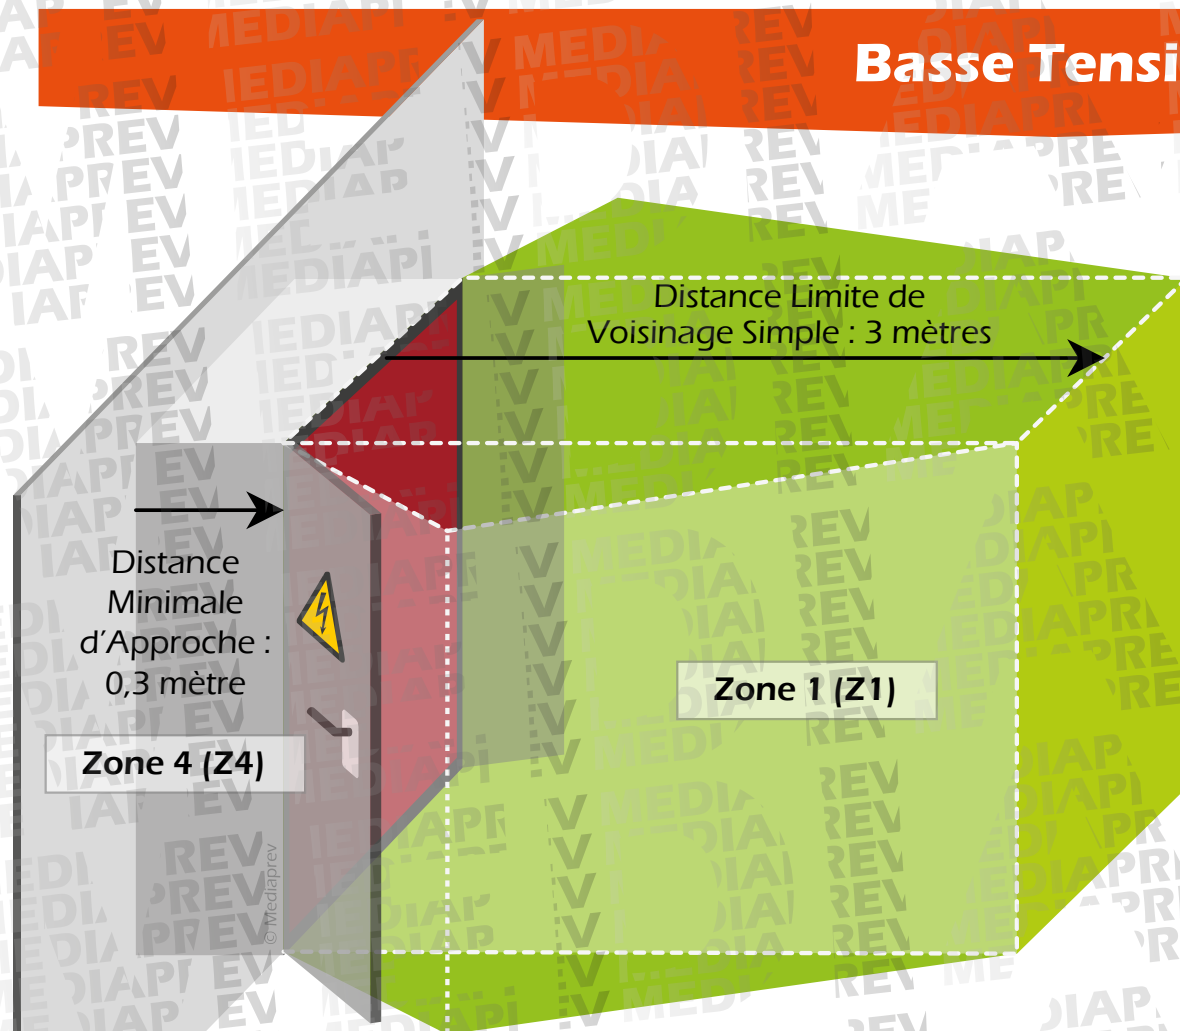 Basse Tensi
Distance Limite de
Voisinage Simple : 3 mètres
Distance
Minimale
d'Approche :
0,3 mètre
Zone 1 (Z1)
Zone 4 (Z4)
© Mediaprev